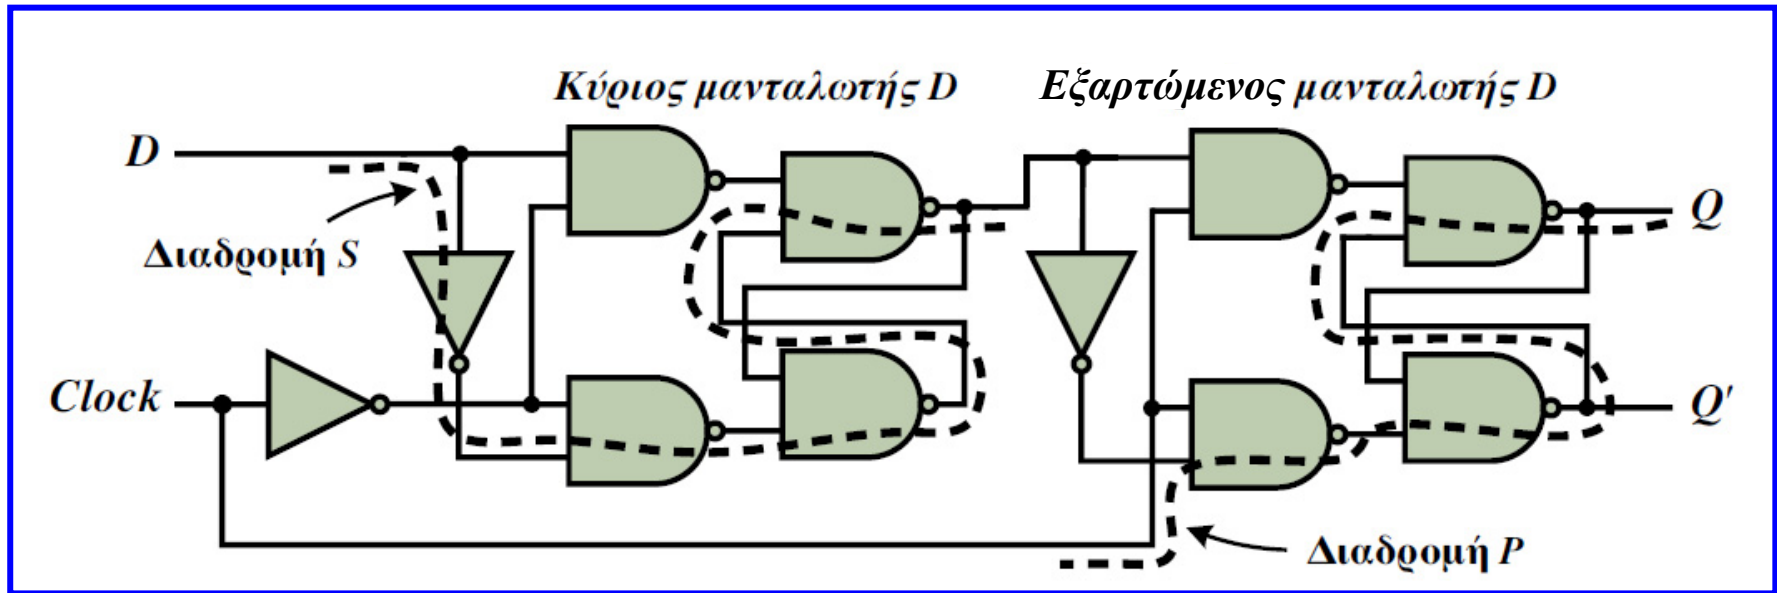 Κύριος μανταλωτής D
Εξαρτώμενος μανταλωτής D
D
Διαδρομή S
Q
Clock
Q'
Διαδρομή P